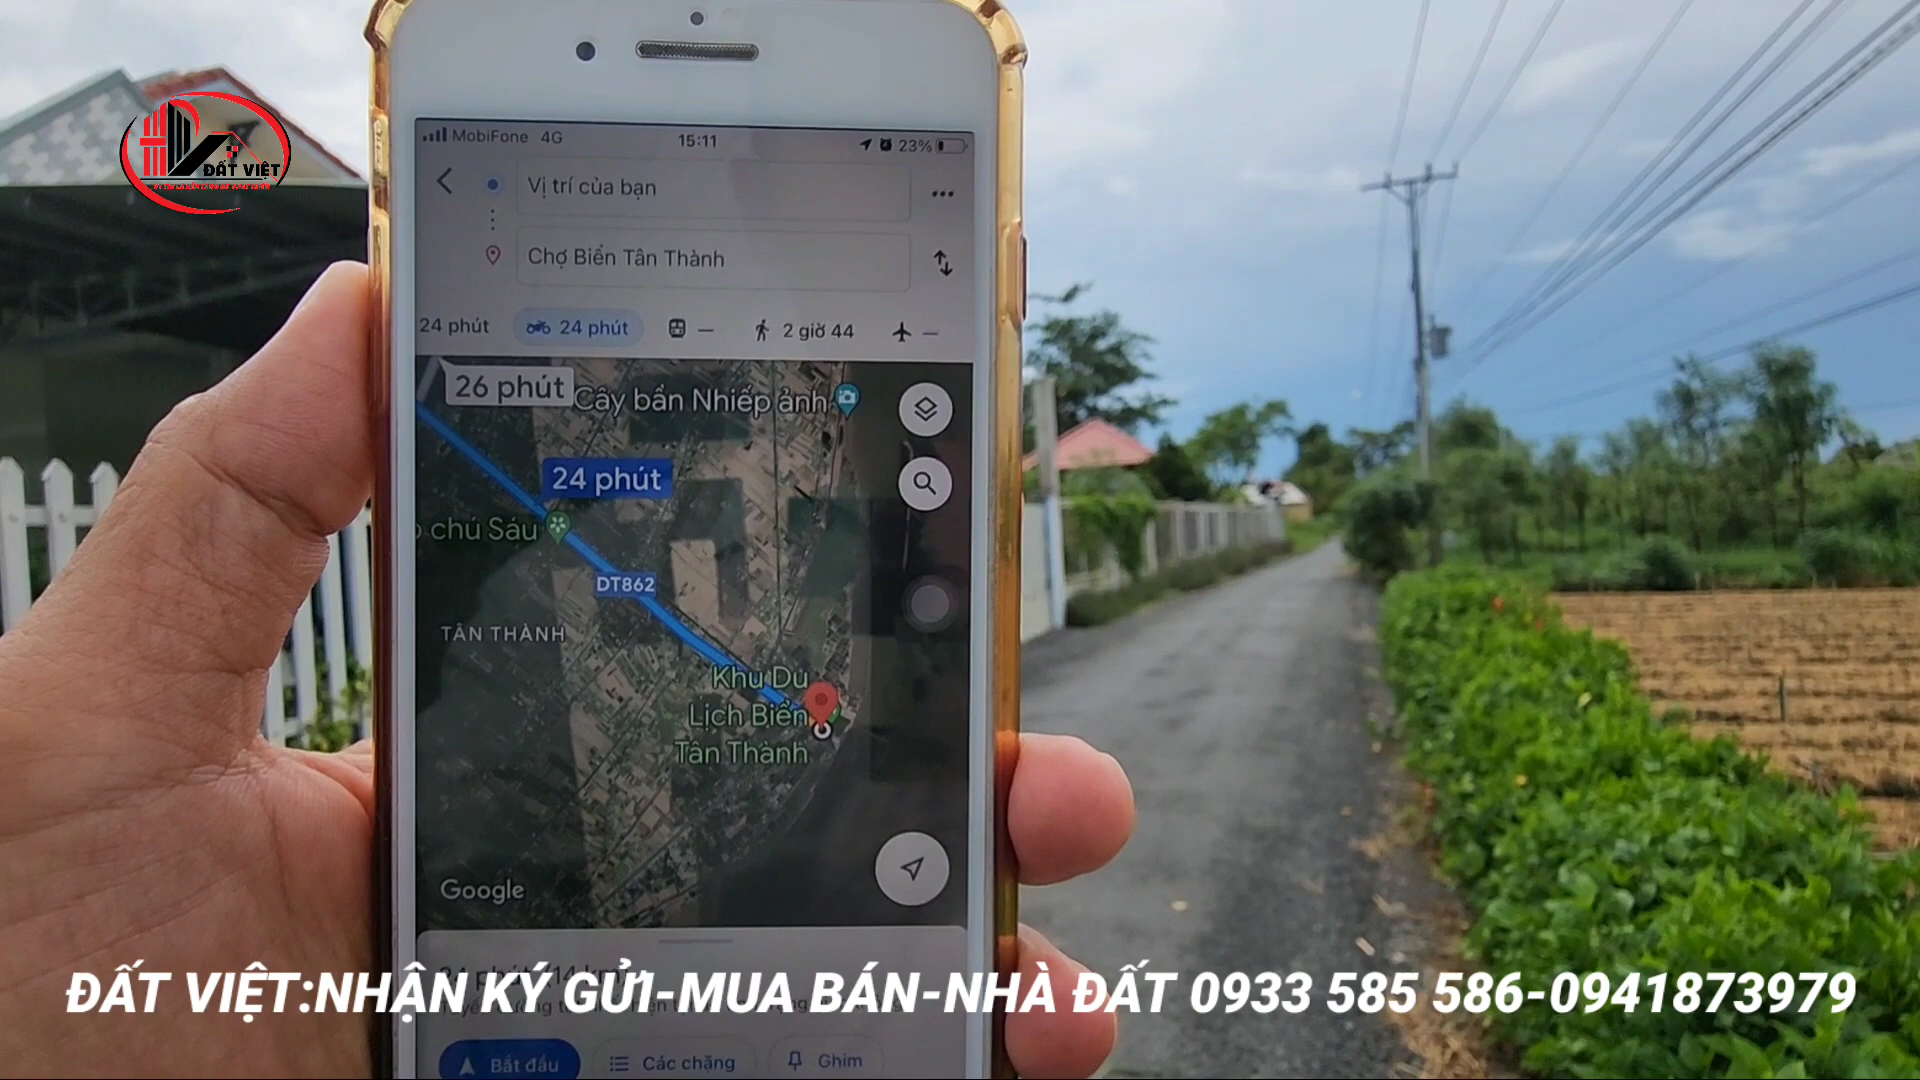 MobiFone 4G 15:11 23%
ĐẤT VIỆT
Vị trí của bạn
Chợ Biển Tân Thành
24 phút 24 phút — 2 giờ 44 —
26 phút
Cây bần Nhiếp ảnh
24 phút
chú Sáu
DT862
TÂN THÀNH
Khu Du
Lịch Biển
Tân Thành
Google
ĐẤT VIỆT:NHẬN KÝ GỬI-MUA BÁN-NHÀ ĐẤT 0933 585 586-0941873979
Bắt đầu Các chặng Ghim